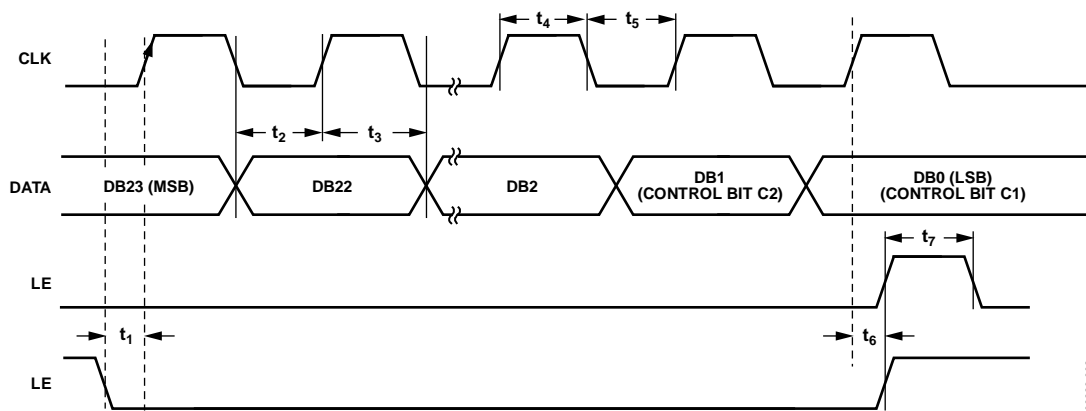 t4 t5
CLK
t2 t3
DATA DB23 (MSB) DB22 DB2 DB1 DB0 (LSB)
(CONTROL BIT C2) (CONTROL BIT C1)
t7
LE
t1 t6
LE